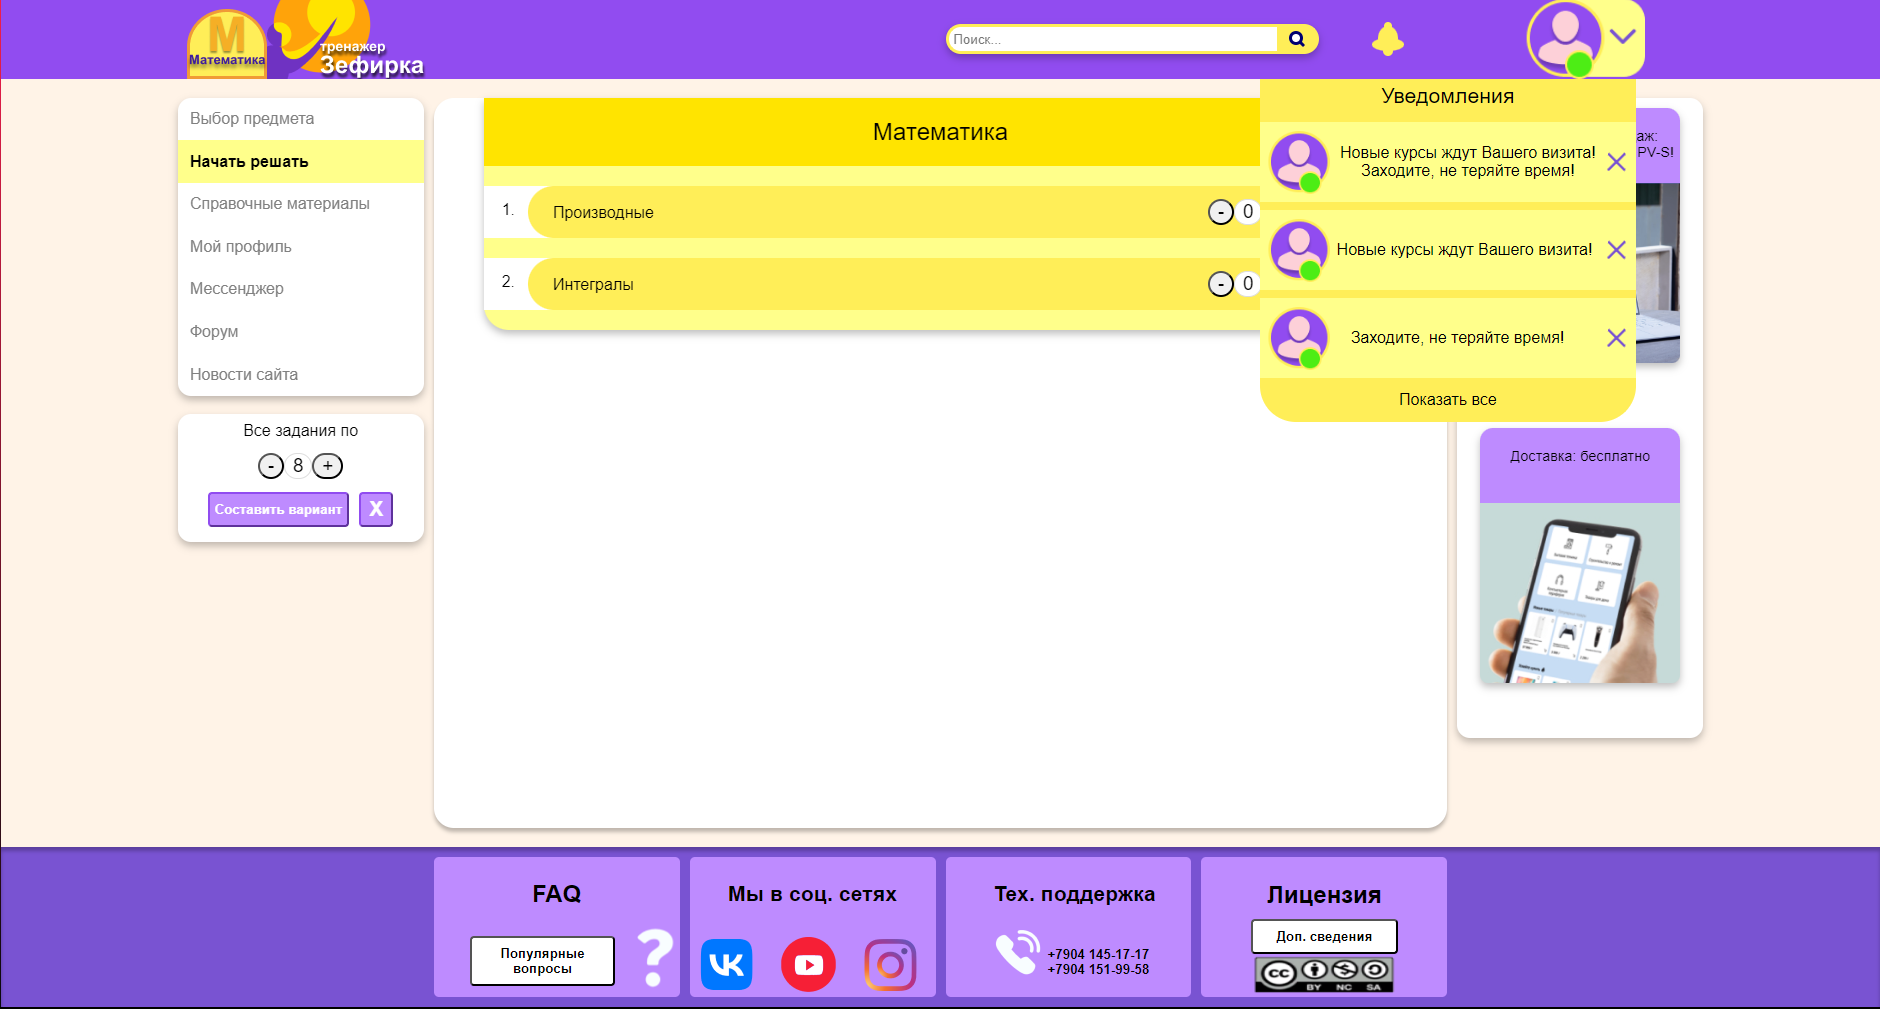 М
Математика
тренажер
Зефирка
Поиск...
Выбор предмета
Начать решать
Справочные материалы
Мой профиль
Мессенджер
Форум
Новости сайта
Все задания по
- 8 +
Составить вариант X
Математика
1. Производные - 0
2. Интегралы - 0
Уведомления
Новые курсы ждут Вашего визита!
Заходите, не теряйте время!
Новые курсы ждут Вашего визита!
Заходите, не теряйте время!
Показать все
аж:
PV-S!
Доставка: бесплатно
FAQ
Популярные
вопросы
?
Мы в соц. сетях
Тех. поддержка
+7904 145-17-17
+7904 151-99-58
Лицензия
Доп. сведения
CC
BY NC SA